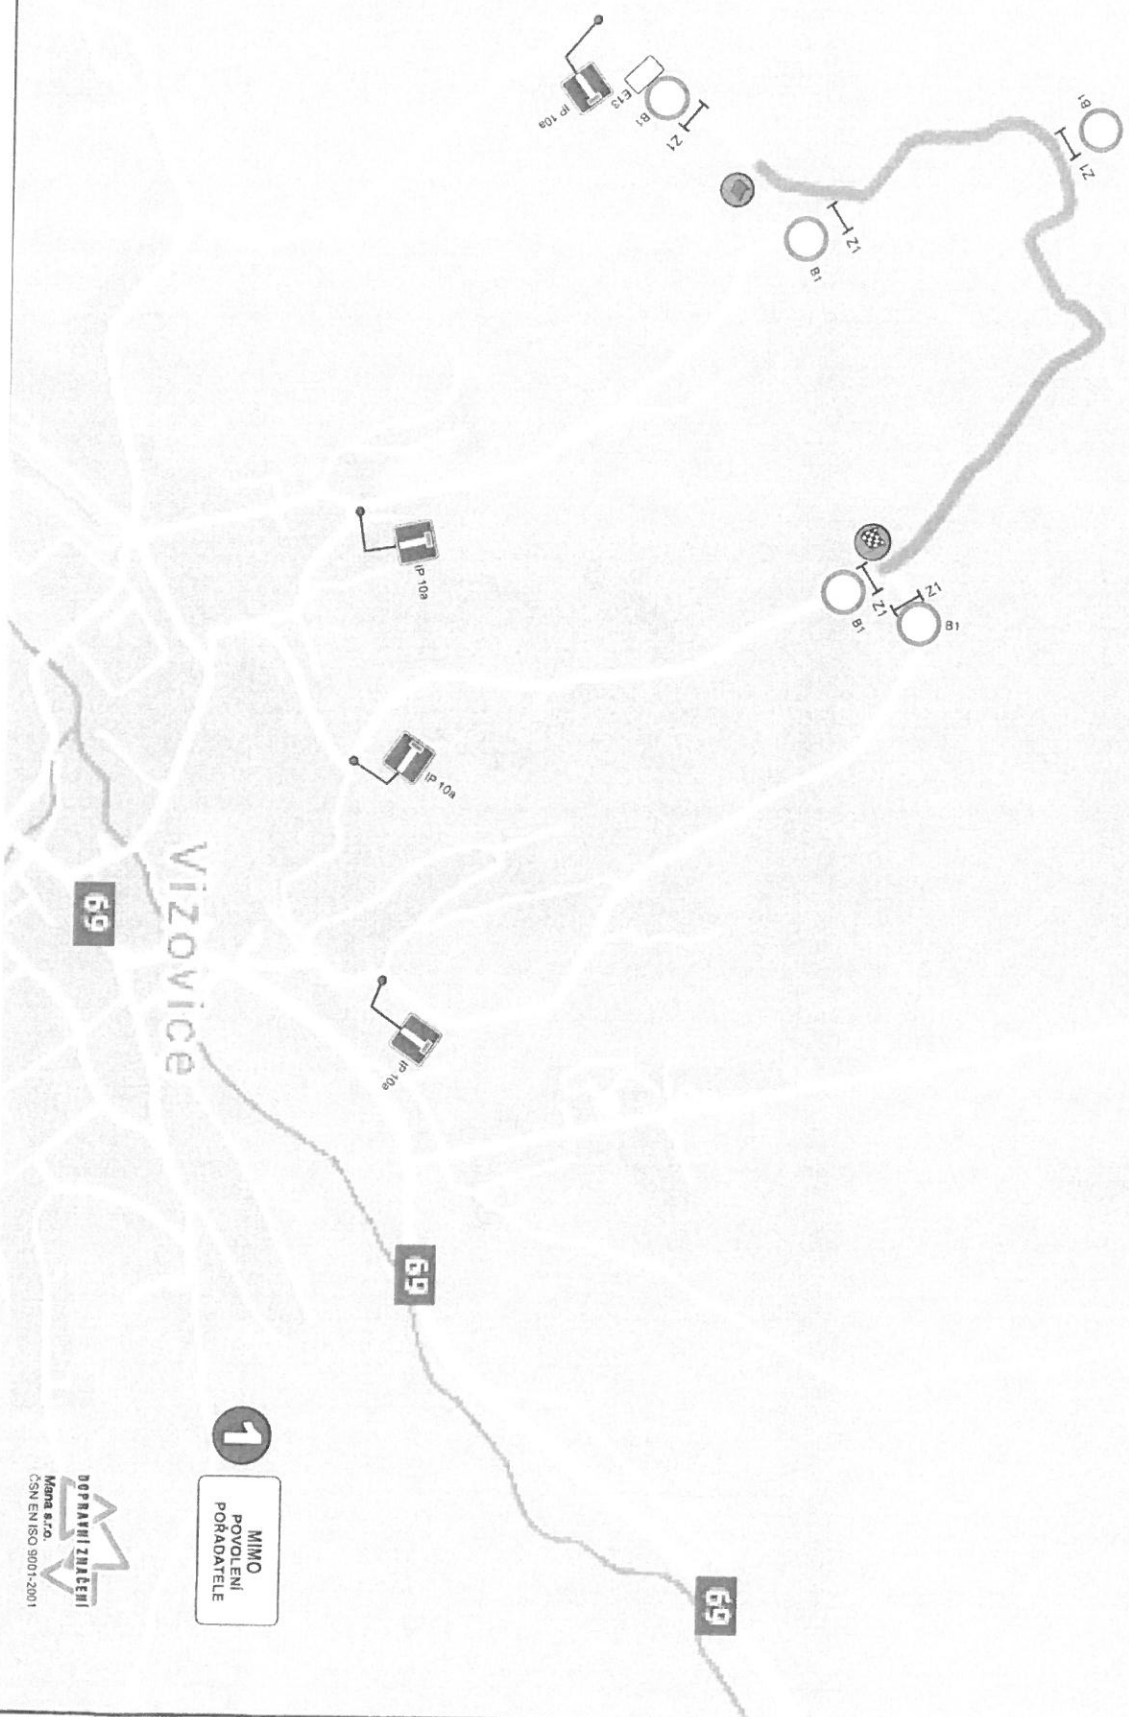 IP 10a
E13
B1
Z1
B1
Z1
Z1
B1
IP 10a
Z1
Z1
B1
B1
IP 10a
Vizovice
69
IP 10a
69
1
MIMO
POVOLENÍ
POŘADATELE
69
DOPRAVNÍ ZNAČENÍ
Mana s.r.o.
ČSN EN ISO 9001-2001